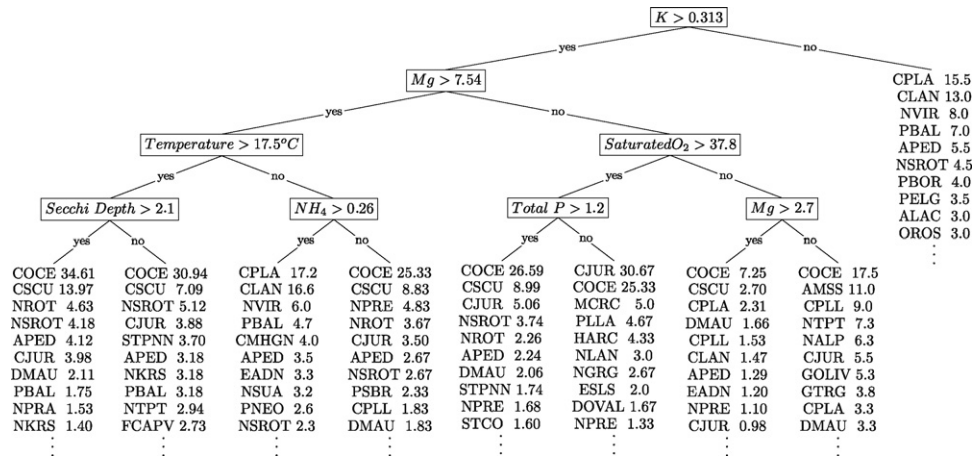 K > 0.313
yes
no
Mg > 7.54
yes
no
CPLA 15.5
CLAN 13.0
NVIR 8.0
PBAL 7.0
APED 5.5
NSROT 4.5
PBOR 4.0
PELG 3.5
ALAC 3.0
OROS 3.0
Temperature > 17.5°C
yes
no
SaturatedO₂ > 37.8
yes
no
Secchi Depth > 2.1
yes
no
NH₄ > 0.26
yes
no
Total P > 1.2
yes
no
Mg > 2.7
yes
no
COCE 34.61
CSCU 13.97
NROT 4.63
NSROT 4.18
APED 4.12
CJUR 3.98
DMAU 2.11
PBAL 1.75
NPRA 1.53
NKRS 1.40
COCE 30.94
CSCU 7.09
NSROT 5.12
CJUR 3.88
STPNN 3.70
APED 3.18
NKRS 3.18
PBAL 3.18
NTPT 2.94
FCAPV 2.73
CPLA 17.2
CLAN 16.6
NVIR 6.0
PBAL 4.7
CMHGN 4.0
APED 3.5
EADN 3.3
NSUA 3.2
PNEO 2.6
NSROT 2.3
COCE 25.33
CSCU 8.83
NPRE 4.83
NROT 3.67
CJUR 3.50
APED 2.67
NSROT 2.67
PSBR 2.33
CPLL 1.83
DMAU 1.83
COCE 26.59
CSCU 8.99
CJUR 5.06
NSROT 3.74
NROT 2.26
APED 2.24
DMAU 2.06
STPNN 1.74
NPRE 1.68
STCO 1.60
CJUR 30.67
COCE 25.33
MCRC 5.0
PLLA 4.67
HARC 4.33
NLAN 3.0
NGRG 2.67
ESLS 2.0
DOVAL 1.67
NPRE 1.33
COCE 7.25
CSCU 2.70
CPLA 2.31
DMAU 1.66
CPLL 1.53
CLAN 1.47
APED 1.29
EADN 1.20
NPRE 1.10
CJUR 0.98
COCE 17.5
AMSS 11.0
CPLL 9.0
NTPT 7.3
NALP 6.3
CJUR 5.5
GOLIV 5.3
GTRG 3.8
CPLA 3.3
DMAU 3.3